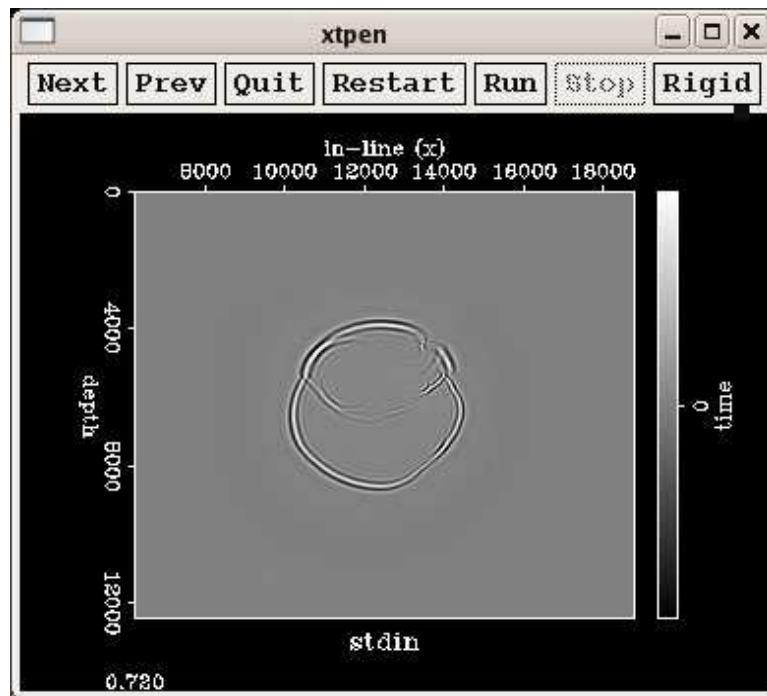 xtpen
Next Prev Quit Restart Run Stop Rigid
in-line (x)
8000 10000 12000 14000 16000 18000
0
4000
8000
12000
depth
0
time
stdin
0.720